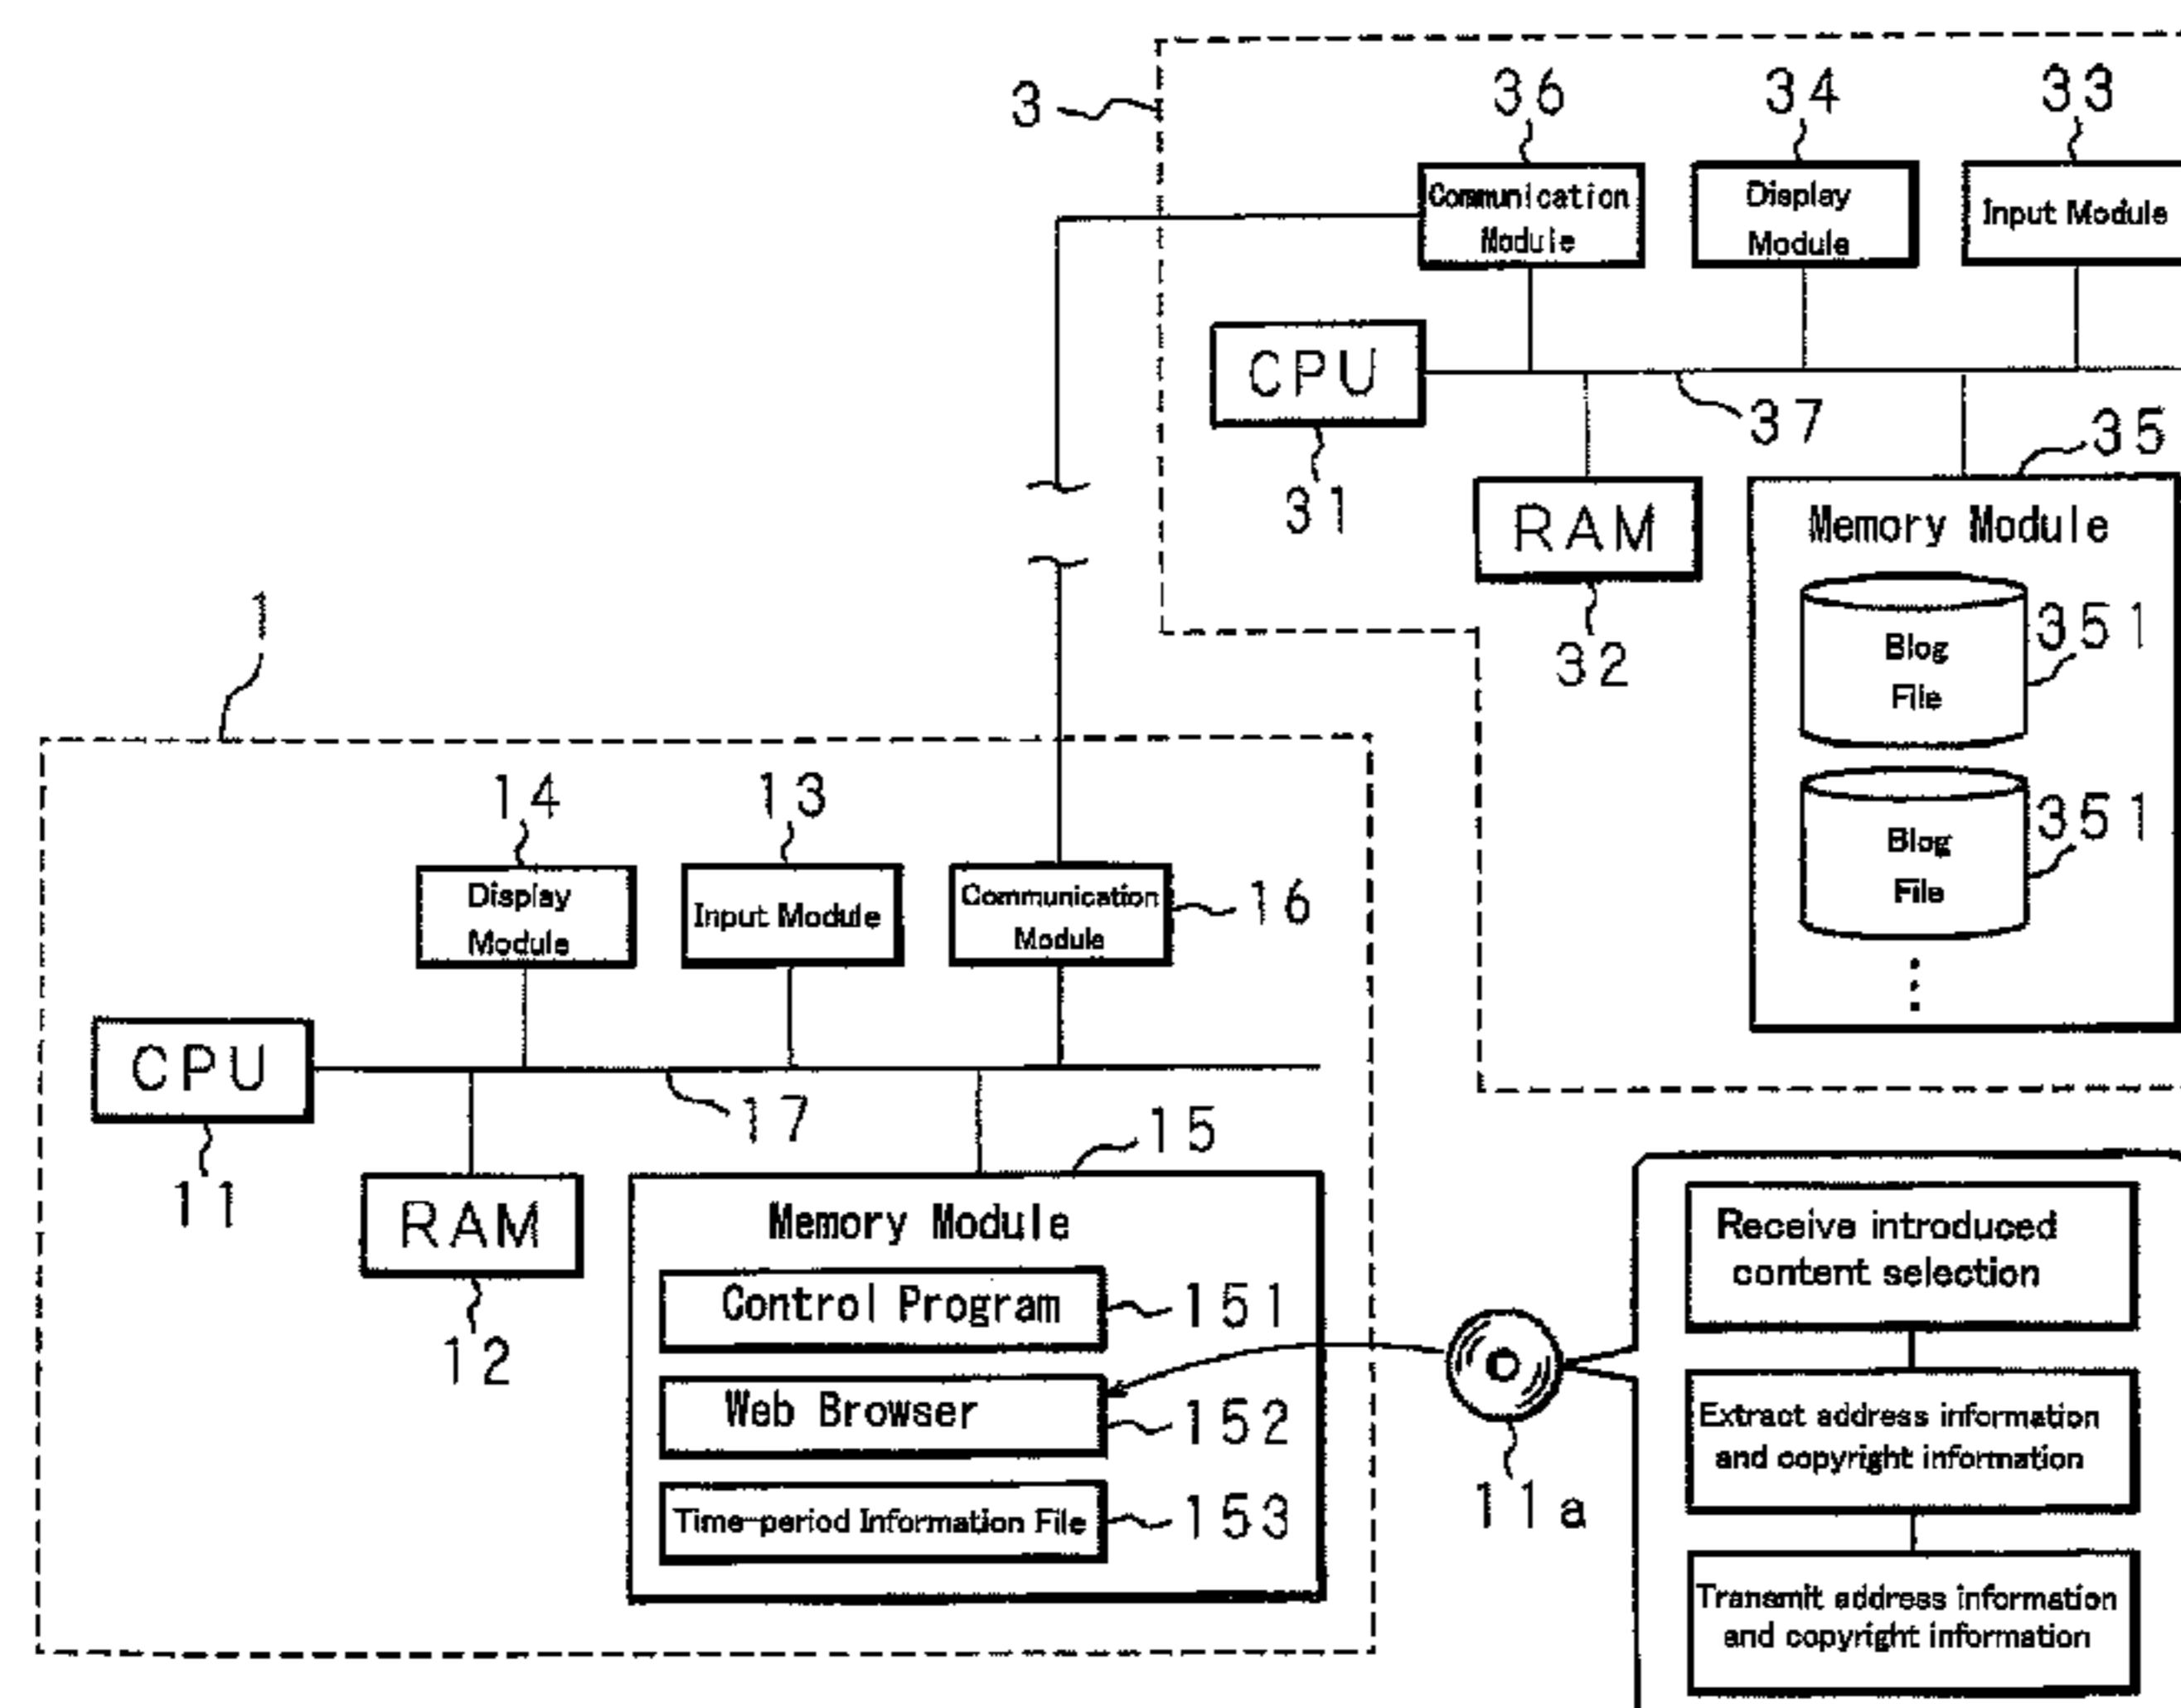 3
36
34
33
Communication
Module
Display
Module
Input Module
CPU
37
35
31
RAM
32
Memory Module
Blog
File
351
Blog
File
351
1
14
13
Display
Module
Input Module
Communication
Module
16
CPU
17
15
11
RAM
12
Memory Module
Control Program
151
Web Browser
152
Time-period Information File
153
11a
Receive introduced
content selection
Extract address information
and copyright information
Transmit address information
and copyright information